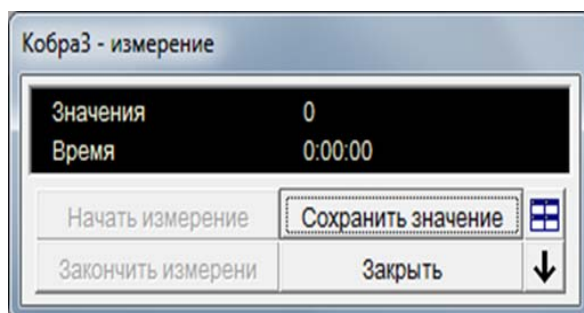 Кобра3 - измерение
Значения 0
Время 0:00:00
Начать измерение Сохранить значение
Закончить измерени Закрыть